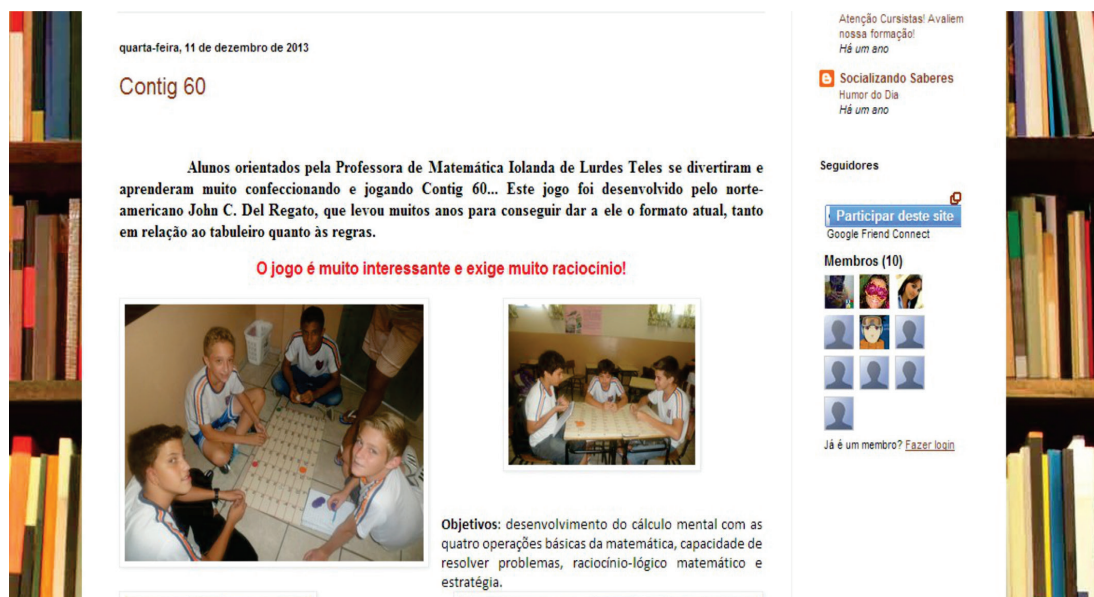 quarta-feira, 11 de dezembro de 2013
Contig 60
Alunos orientados pela Professora de Matemática Iolanda de Lurdes Teles se divertiram e
aprenderam muito confeccionando e jogando Contig 60... Este jogo foi desenvolvido pelo norte-
americano John C. Del Regato, que levou muitos anos para conseguir dar a ele o formato atual, tanto
em relação ao tabuleiro quanto às regras.
O jogo é muito interessante e exige muito raciocínio!
Objetivos: desenvolvimento do cálculo mental com as
quatro operações básicas da matemática, capacidade de
resolver problemas, raciocínio-lógico matemático e
estratégia.
Atenção Cursistas! Avaliem
nossa formação!
Há um ano
Socializando Saberes
Humor do Dia
Há um ano
Seguidores
Participar deste site
Google Friend Connect
Membros (10)
Já é um membro? Fazer login